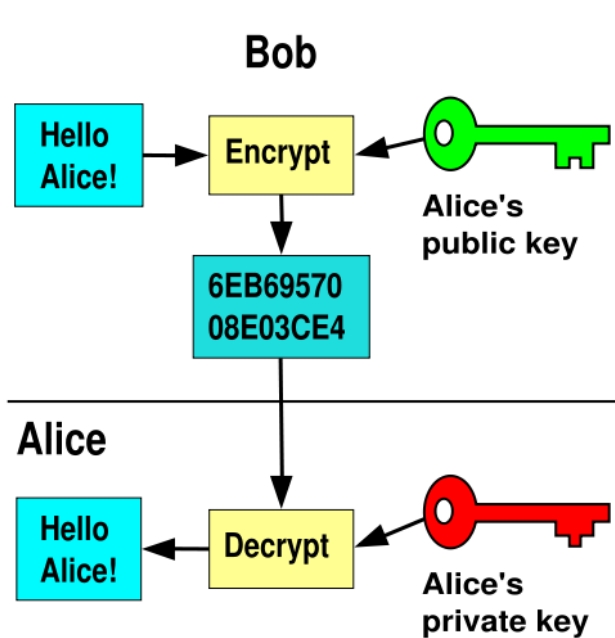 Bob
Hello
Alice!
Encrypt
Alice's
public key
6EB69570
08E03CE4
Alice
Hello
Alice!
Decrypt
Alice's
private key